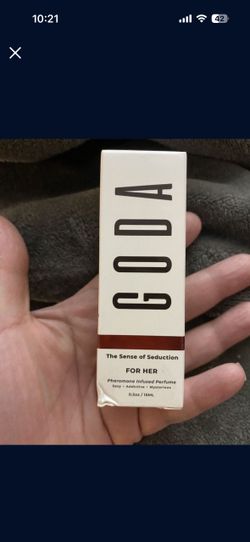 10:21
42
GODA
The Sense of Seduction
FOR HER
Pheromone Infused Perfume
Sexy - Addictive - Mysterious
0.5oz / 15ML